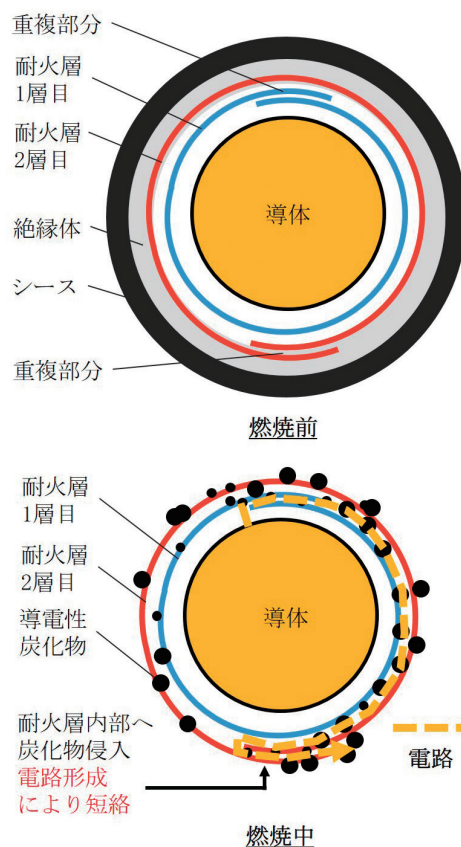 重複部分
耐火層
1層目
耐火層
2層目
絶縁体
シース
重複部分
導体
燃焼前
耐火層
1層目
耐火層
2層目
導電性
炭化物
導体
耐火層内部へ
炭化物侵入
電路形成
により短絡
電路
燃焼中